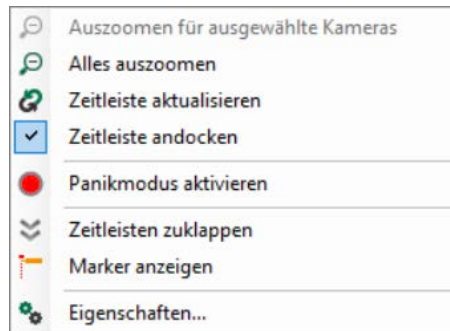 Auszoomen für ausgewählte Kameras
Alles auszoomen
Zeitleiste aktualisieren
Zeitleiste andocken
Panikmodus aktivieren
Zeitleisten zuklappen
Marker anzeigen
Eigenschaften...